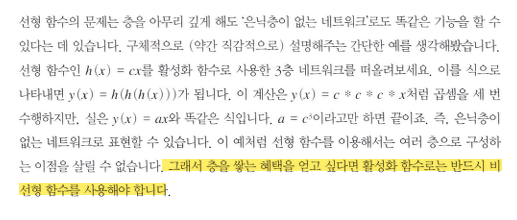 선형 함수의 문제는 층을 아무리 깊게 해도 '은닉층이 없는 네트워크'로도 똑같은 기능을 할 수
있다는 데 있습니다. 구체적으로 (약간 직감적으로) 설명해주는 간단한 예를 생각해봤습니다.
선형 함수인 h(x) = cx를 활성화 함수로 사용한 3층 네트워크를 떠올려보세요. 이를 식으로
나타내면 y(x) = h(h(h(x)))가 됩니다. 이 계산은 y(x) = c * c * c * x처럼 곱셈을 세 번
수행하지만, 실은 y(x) = ax와 똑같은 식입니다. a = c³이라고만 하면 끝이죠. 즉, 은닉층이
없는 네트워크로 표현할 수 있습니다. 이 예처럼 선형 함수를 이용해서는 여러 층으로 구성하
는 이점을 살릴 수 없습니다. 그래서 층을 쌓는 혜택을 얻고 싶다면 활성화 함수로는 반드시 비
선형 함수를 사용해야 합니다.